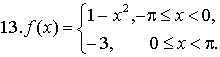 13. f(x) = { 1 − x², −π ≤ x < 0,
−3,      0 ≤ x < π.